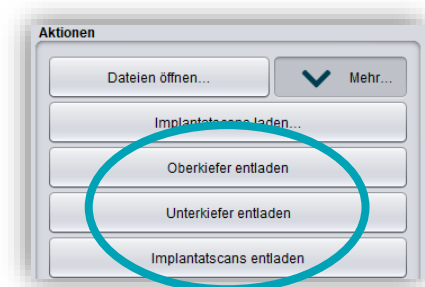 Aktionen
Dateien öffnen... Mehr...
Implantatscans laden...
Oberkiefer entladen
Unterkiefer entladen
Implantatscans entladen